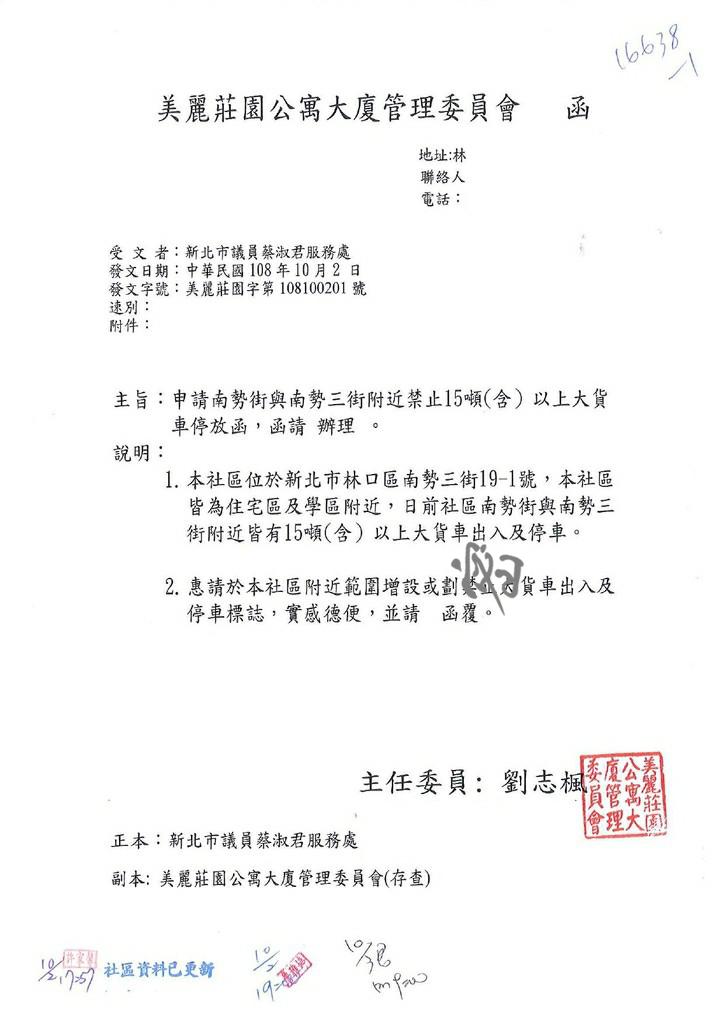 16638
-1
美麗莊園公寓大廈管理委員會 函
地址:林
聯絡人
電話：
受 文 者：新北市議員蔡淑君服務處
發文日期：中華民國 108 年 10 月 2 日
發文字號：美麗莊園字第 108100201 號
速別：
附件：
主旨：申請南勢街與南勢三街附近禁止15噸(含）以上大貨
車停放函，函請 辦理 。
說明：
1. 本社區位於新北市林口區南勢三街19-1號，本社區
皆為住宅區及學區附近，日前社區南勢街與南勢三
街附近皆有15噸(含）以上大貨車出入及停車。
2. 惠請於本社區附近範圍增設或劃禁止大貨車出入及
停車標誌，實感德便，並請 函覆。
主任委員：劉志楓
美麗莊園
公寓大
廈管理
委員會
正本：新北市議員蔡淑君服務處
副本: 美麗莊園公寓大廈管理委員會(存查)
10/2 17:57
社區資料已更新
10/2